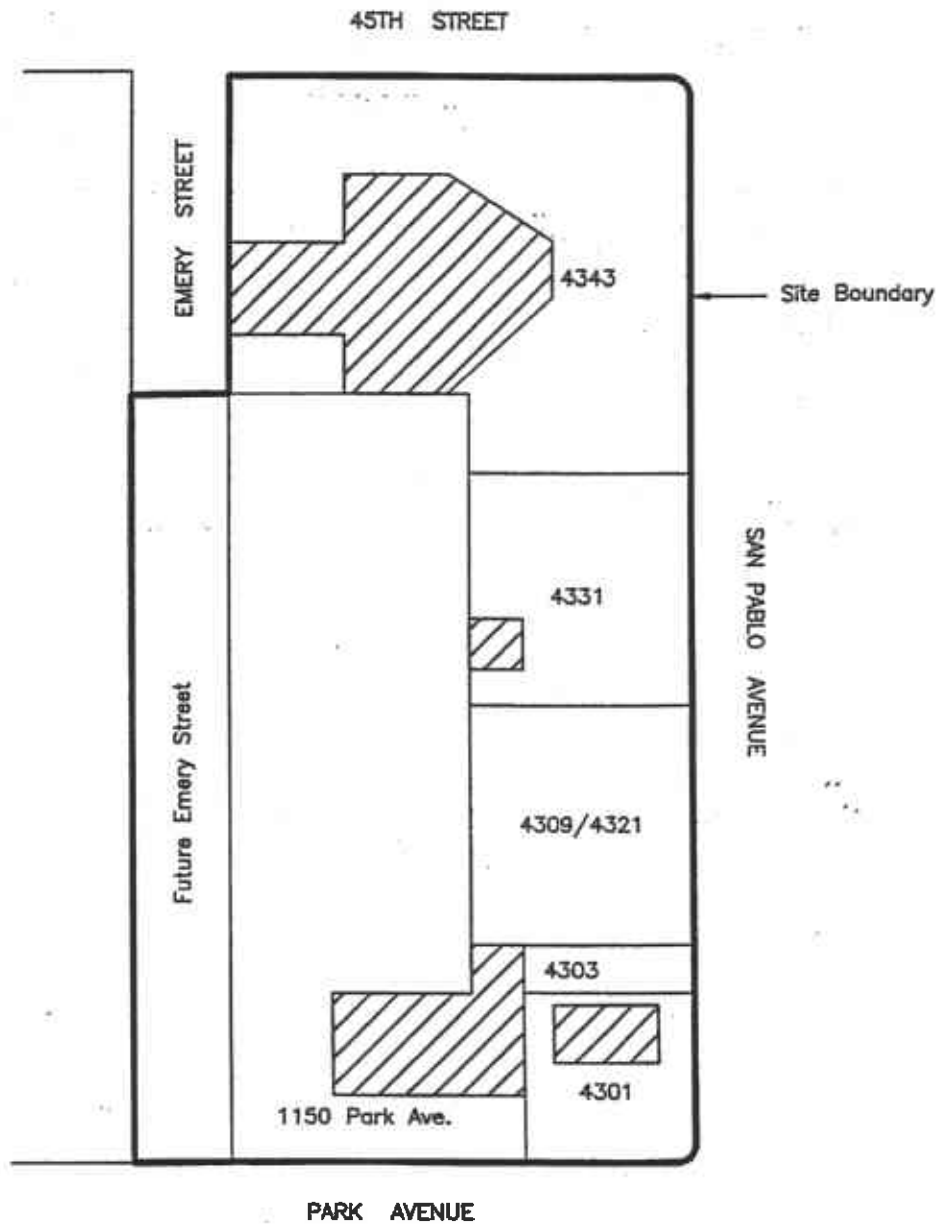 45TH STREET
EMERY STREET
4343
Site Boundary
4331
SAN PABLO AVENUE
Future Emery Street
4309/4321
4303
4301
1150 Park Ave.
PARK AVENUE